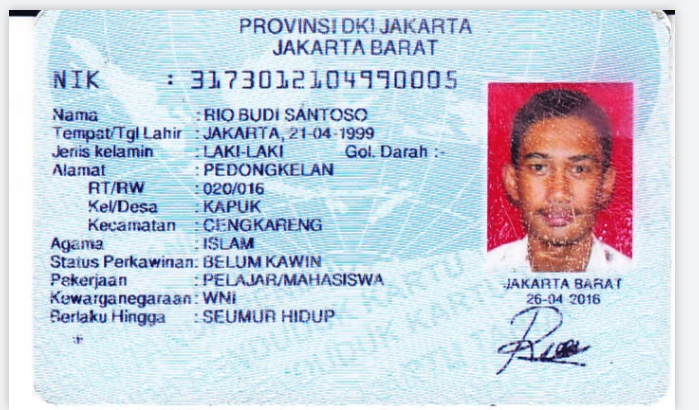 PROVINSI DKI JAKARTA
JAKARTA BARAT
NIK : 3173012104990005
Nama : RIO BUDI SANTOSO
Tempat/Tgl Lahir : JAKARTA, 21-04-1999
Jenis kelamin : LAKI-LAKI Gol. Darah :-
Alamat : PEDONGKELAN
RT/RW : 020/016
Kel/Desa : KAPUK
Kecamatan : CENGKARENG
Agama : ISLAM
Status Perkawinan: BELUM KAWIN
Pekerjaan : PELAJAR/MAHASISWA
Kewarganegaraan: WNI
Berlaku Hingga : SEUMUR HIDUP
JAKARTA BARAT
26-04-2016